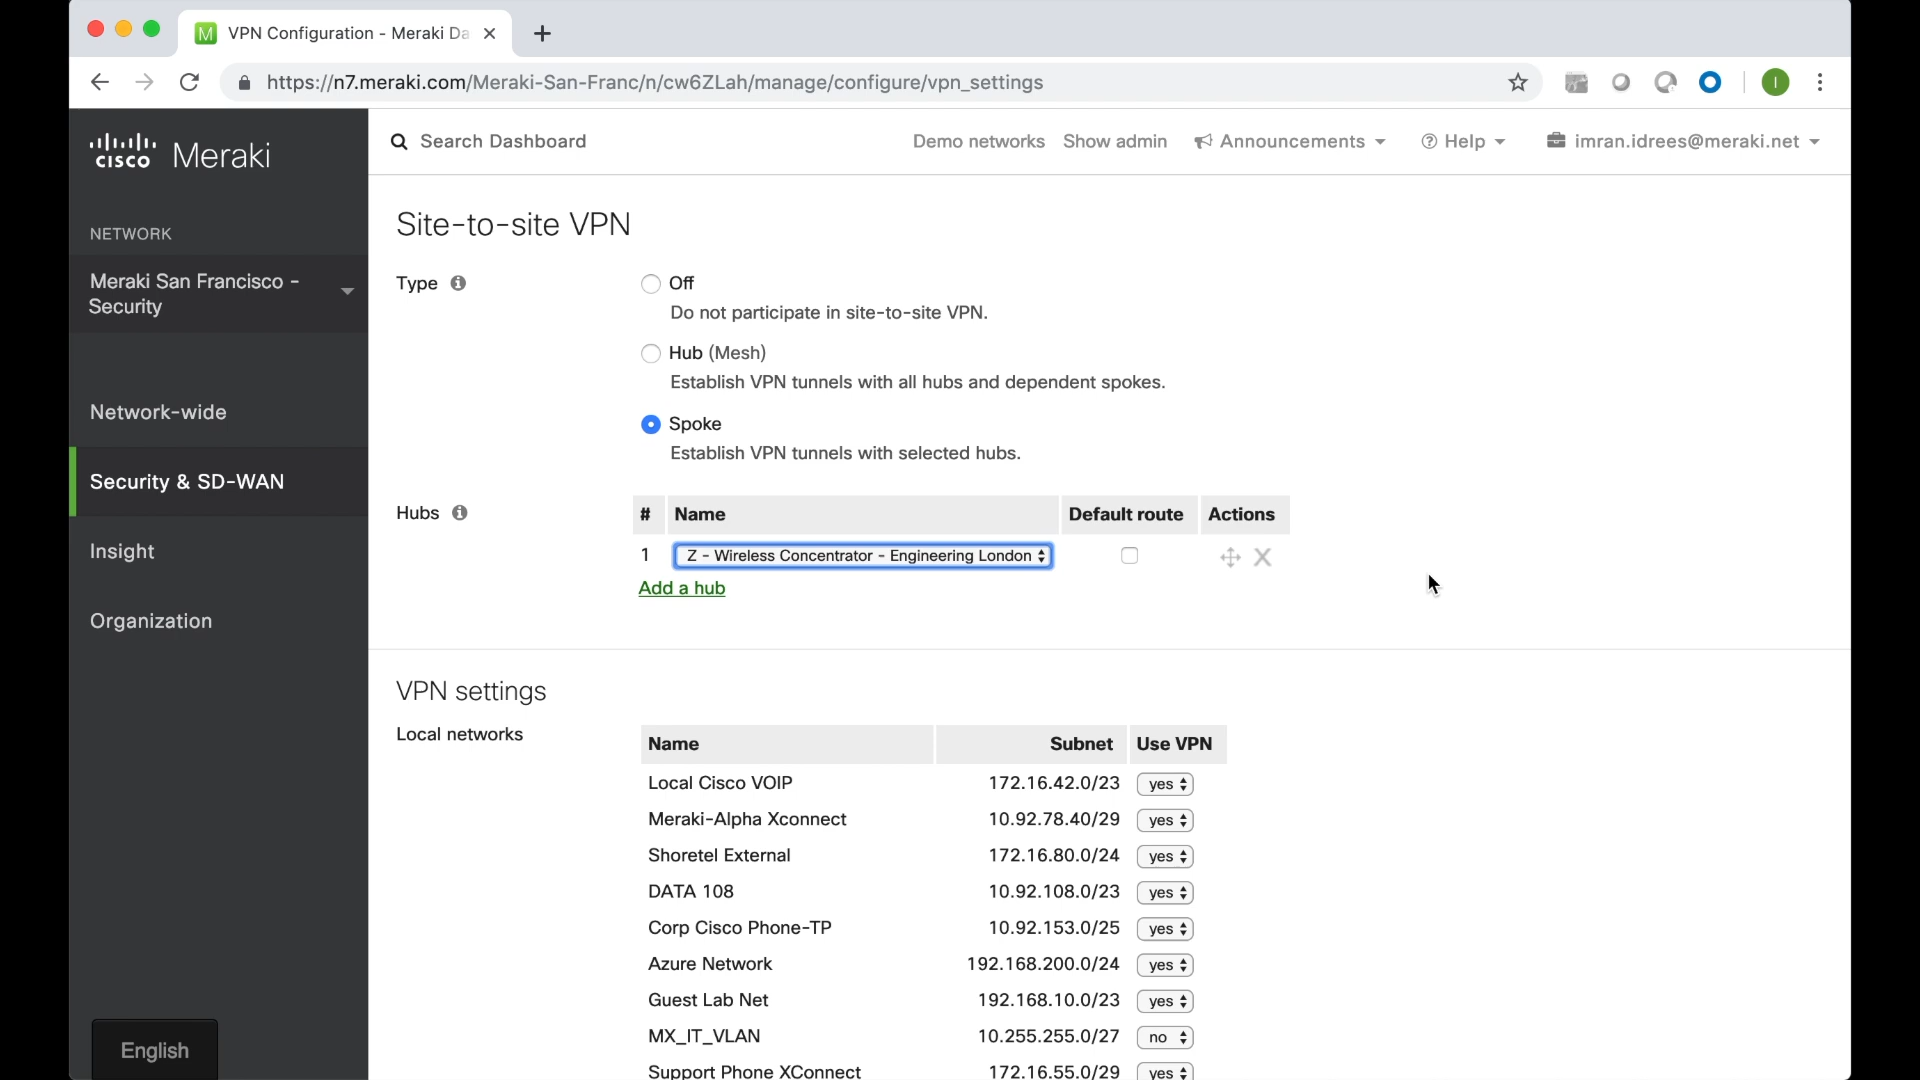 VPN Configuration - Meraki Da
https://n7.meraki.com/Meraki-San-Franc/n/cw6ZLah/manage/configure/vpn_settings
I
cisco Meraki
Search Dashboard
Demo networks
Show admin
Announcements
Help
imran.idrees@meraki.net
NETWORK
Meraki San Francisco -
Security
Network-wide
Security & SD-WAN
Insight
Organization
English
Site-to-site VPN
Type
Off
Do not participate in site-to-site VPN.
Hub (Mesh)
Establish VPN tunnels with all hubs and dependent spokes.
Spoke
Establish VPN tunnels with selected hubs.
Hubs
# Name Default route Actions
1 Z - Wireless Concentrator - Engineering London
Add a hub
VPN settings
Local networks
Name Subnet Use VPN
Local Cisco VOIP 172.16.42.0/23 yes
Meraki-Alpha Xconnect 10.92.78.40/29 yes
Shoretel External 172.16.80.0/24 yes
DATA 108 10.92.108.0/23 yes
Corp Cisco Phone-TP 10.92.153.0/25 yes
Azure Network 192.168.200.0/24 yes
Guest Lab Net 192.168.10.0/23 yes
MX_IT_VLAN 10.255.255.0/27 no
Support Phone XConnect 172.16.55.0/29 yes